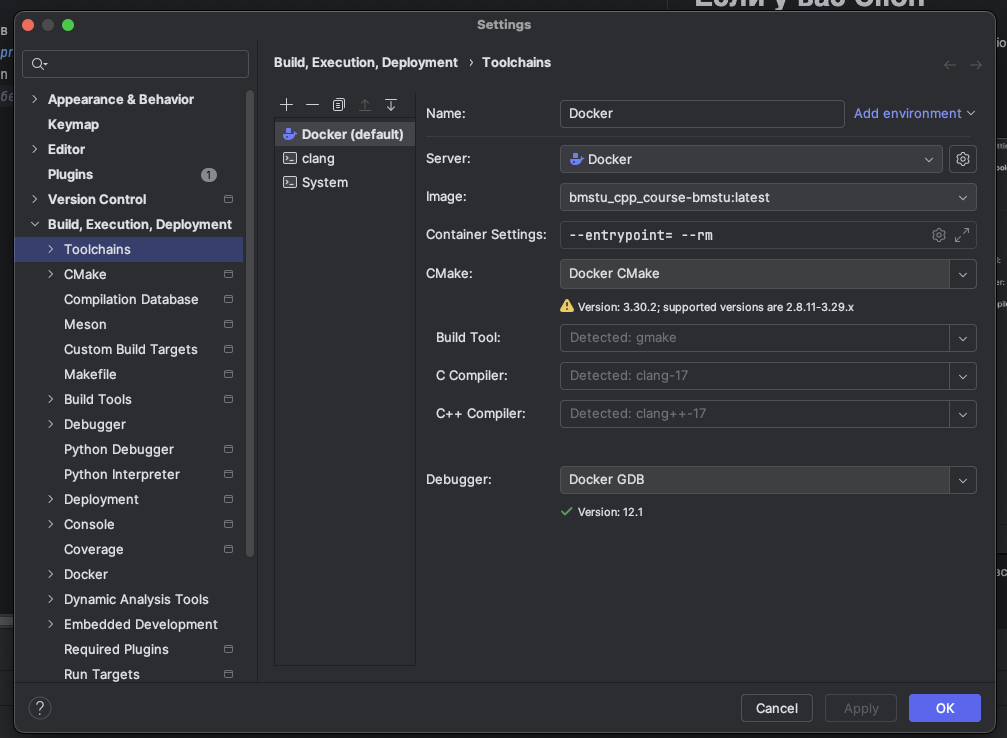 Если у вас Clion
Settings
Build, Execution, Deployment › Toolchains
Appearance & Behavior
Keymap
Editor
Plugins 1
Version Control
Build, Execution, Deployment
Toolchains
CMake
Compilation Database
Meson
Custom Build Targets
Makefile
Build Tools
Debugger
Python Debugger
Python Interpreter
Deployment
Console
Coverage
Docker
Dynamic Analysis Tools
Embedded Development
Required Plugins
Run Targets
Docker (default)
clang
System
Name: Docker Add environment
Server: Docker
Image: bmstu_cpp_course-bmstu:latest
Container Settings: --entrypoint= --rm
CMake: Docker CMake
Version: 3.30.2; supported versions are 2.8.11-3.29.x
Build Tool: Detected: gmake
C Compiler: Detected: clang-17
C++ Compiler: Detected: clang++-17
Debugger: Docker GDB
Version: 12.1
?
Cancel Apply OK